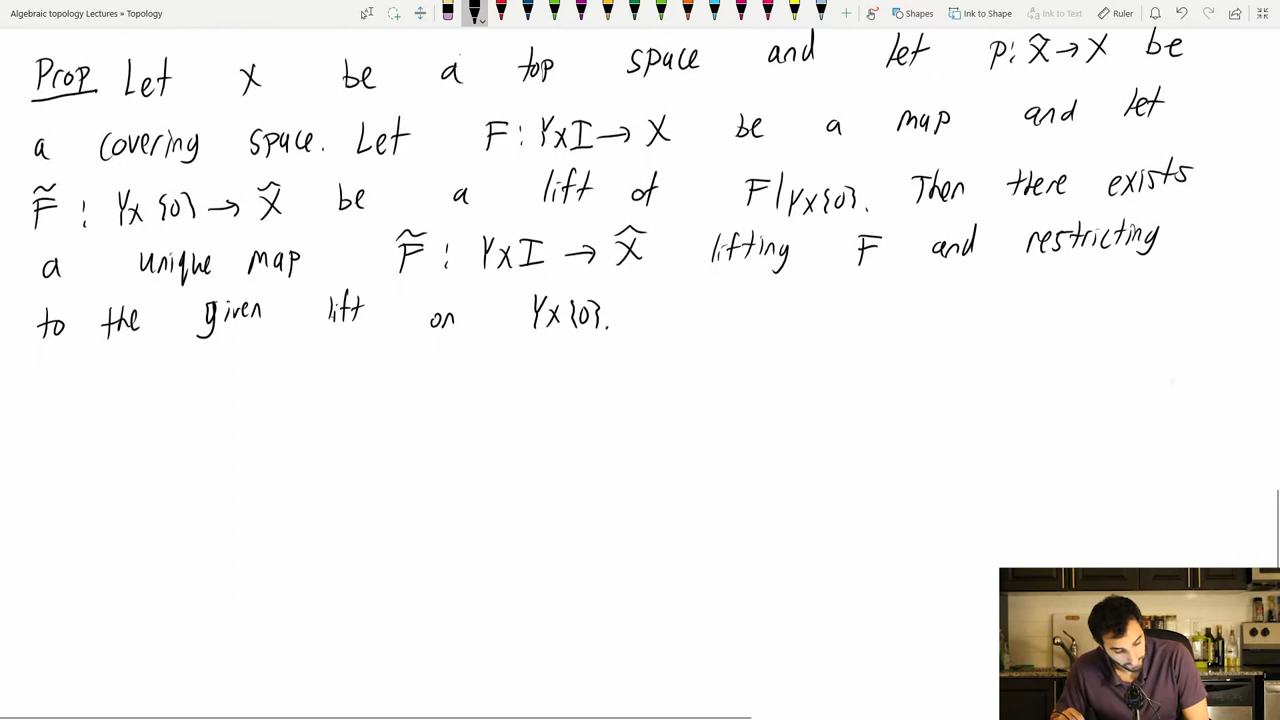 Algebraic topology Lectures » Topology
Shapes Ink to Shape Ink to Text Ruler
Prop Let X be a top space and let p: X̃→X be
a covering space. Let F: Y×I→X be a map and let
F̃ : Y×{0} → X̃ be a lift of F|Y×{0}. Then there exists
a unique map F̃ : Y×I → X̃ lifting F and restricting
to the given lift on Y×{0}.